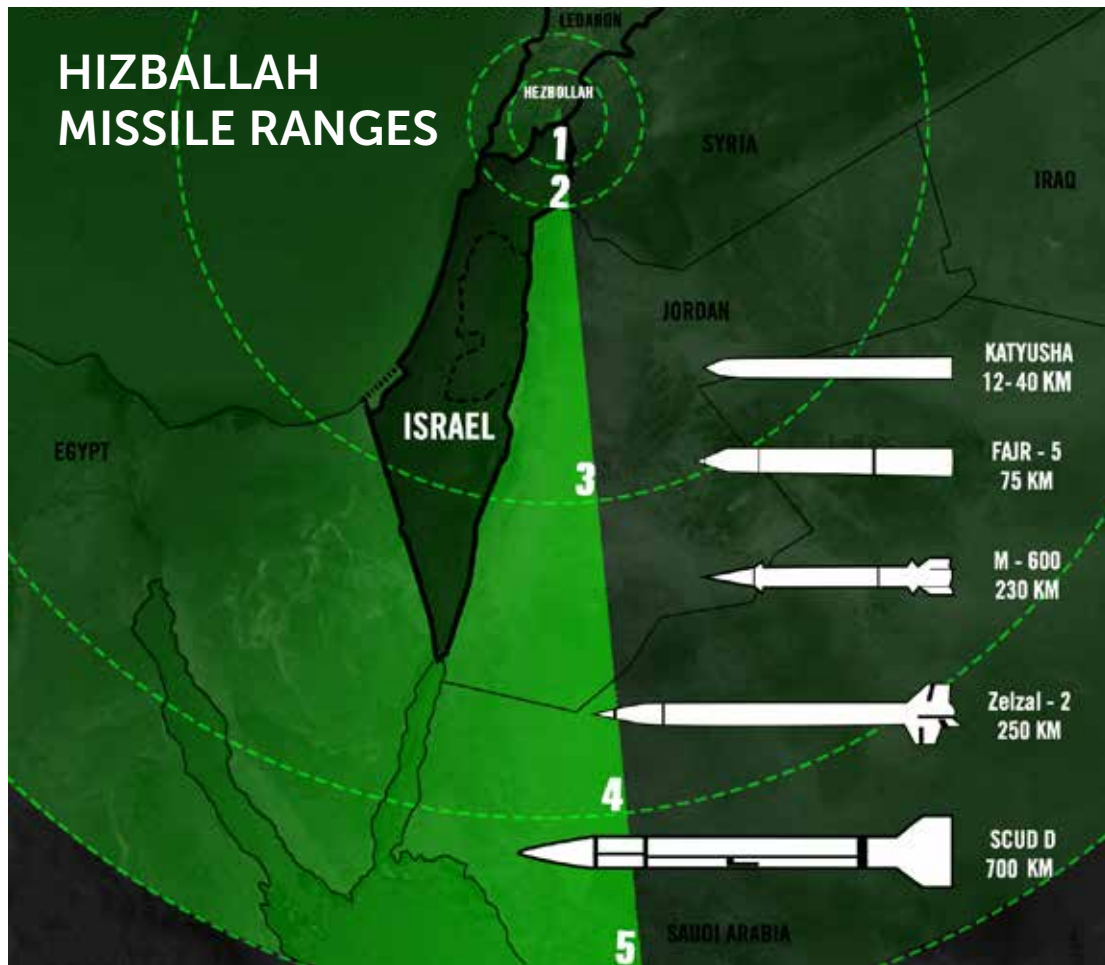 HIZBALLAH
MISSILE RANGES
LEBANON
HEZBOLLAH
1
2
SYRIA
IRAQ
JORDAN
KATYUSHA
12-40 KM
ISRAEL
EGYPT
FAJR - 5
75 KM
3
M - 600
230 KM
Zelzal - 2
250 KM
4
SCUD D
700 KM
5
SAUDI ARABIA